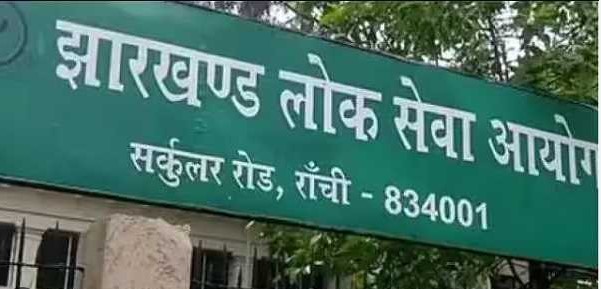 झारखण्ड लोक सेवा आयोग
सर्कुलर रोड, राँची - 834001